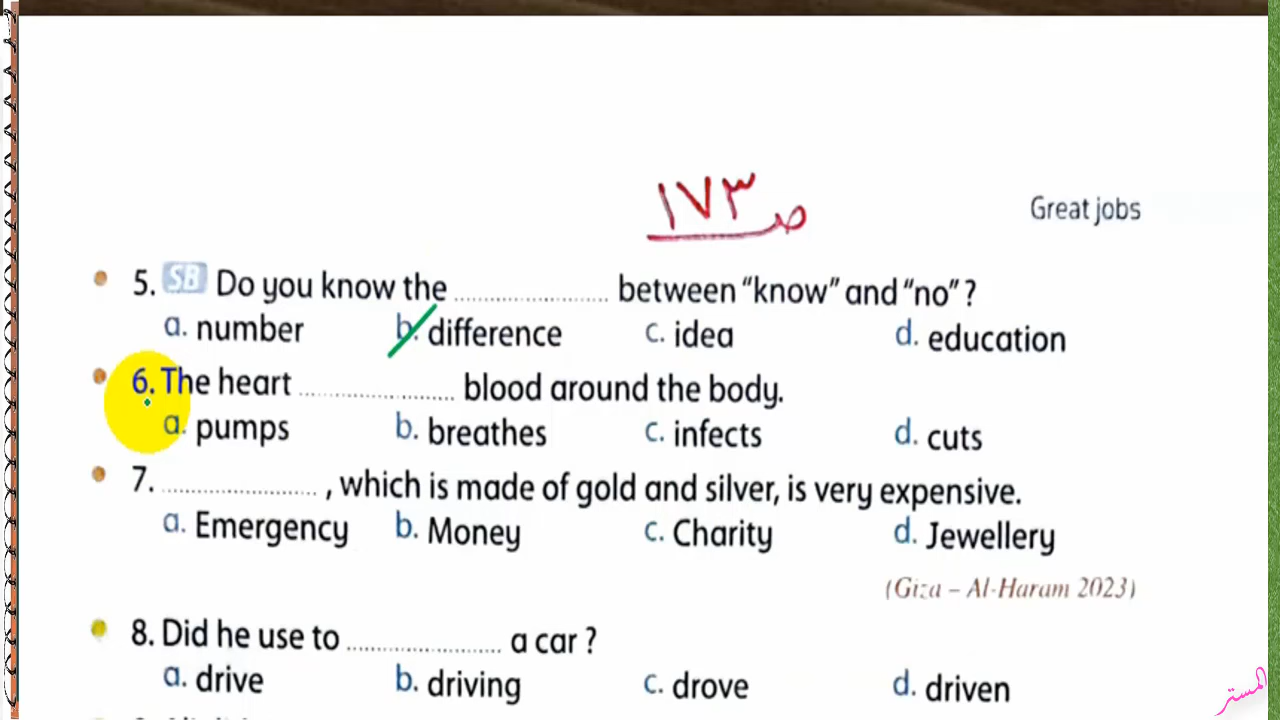 ص ١٧٣
Great jobs
5. SB Do you know the ........................ between “know” and “no” ?
a. number b. difference c. idea d. education
6. The heart ........................ blood around the body.
a. pumps b. breathes c. infects d. cuts
7. ........................ , which is made of gold and silver, is very expensive.
a. Emergency b. Money c. Charity d. Jewellery
(Giza – Al-Haram 2023)
8. Did he use to ........................ a car ?
a. drive b. driving c. drove d. driven
المستر